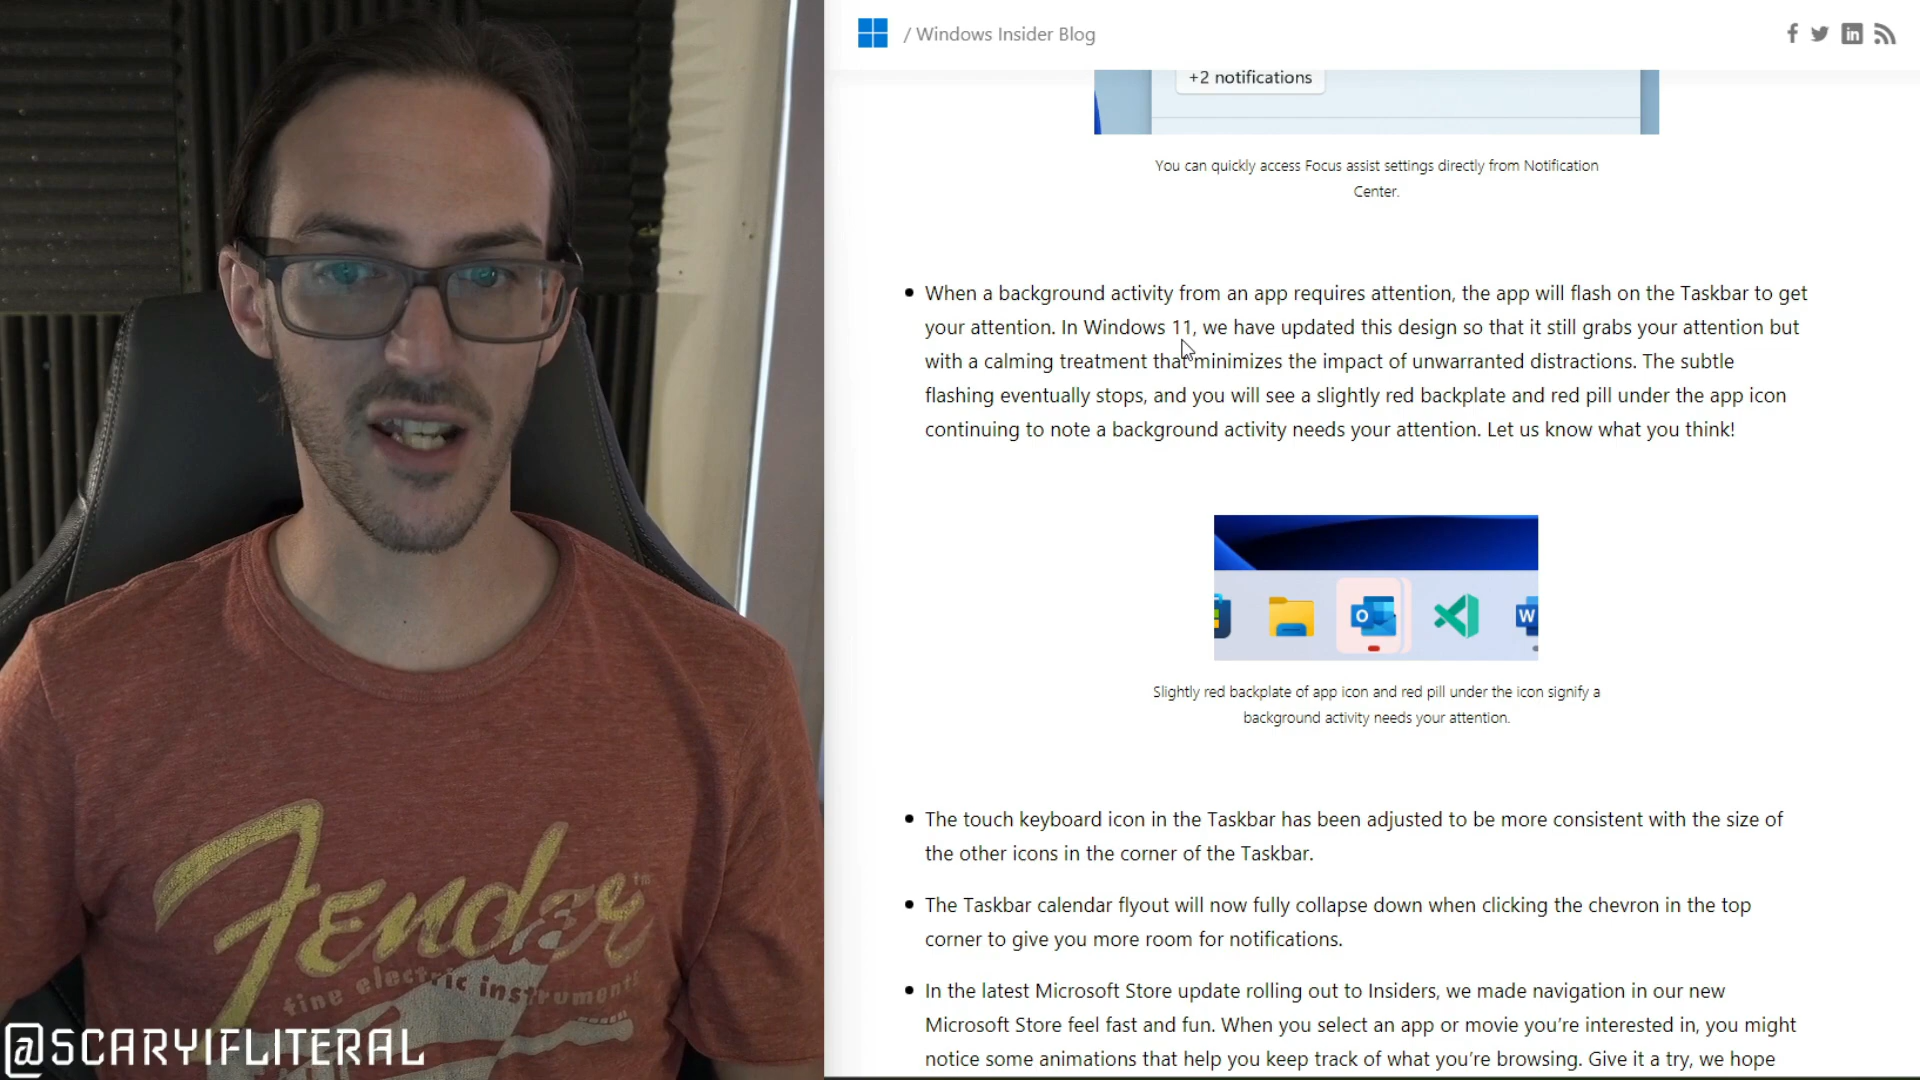 / Windows Insider Blog
+2 notifications
You can quickly access Focus assist settings directly from Notification
Center.
When a background activity from an app requires attention, the app will flash on the Taskbar to get
your attention. In Windows 11, we have updated this design so that it still grabs your attention but
with a calming treatment that minimizes the impact of unwarranted distractions. The subtle
flashing eventually stops, and you will see a slightly red backplate and red pill under the app icon
continuing to note a background activity needs your attention. Let us know what you think!
Slightly red backplate of app icon and red pill under the icon signify a
background activity needs your attention.
The touch keyboard icon in the Taskbar has been adjusted to be more consistent with the size of
the other icons in the corner of the Taskbar.
The Taskbar calendar flyout will now fully collapse down when clicking the chevron in the top
corner to give you more room for notifications.
In the latest Microsoft Store update rolling out to Insiders, we made navigation in our new
Microsoft Store feel fast and fun. When you select an app or movie you're interested in, you might
notice some animations that help you keep track of what you're browsing. Give it a try, we hope
Fender™
fine electric instruments
@SCARYIFLITERAL